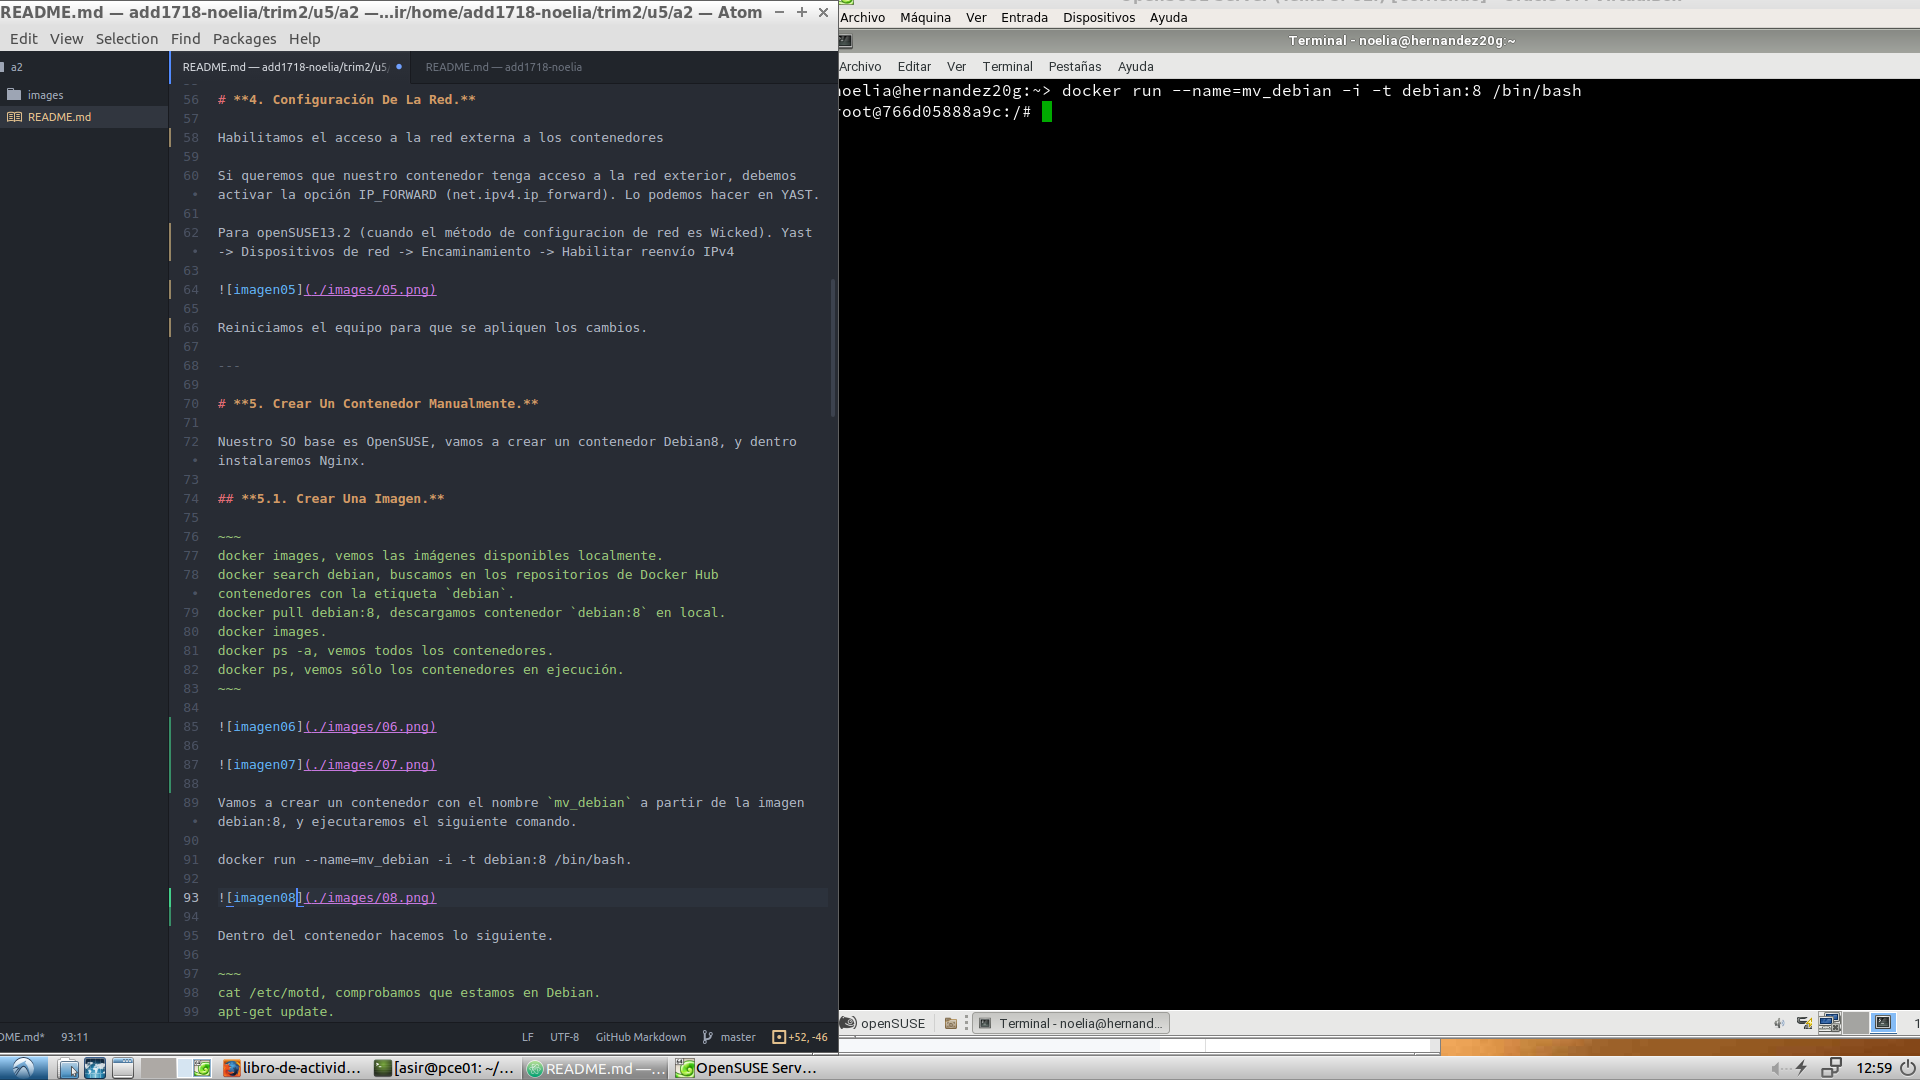 README.md — add1718-noelia/trim2/u5/a2 —...ir/home/add1718-noelia/trim2/u5/a2 — Atom
Edit View Selection Find Packages Help
a2
images
README.md
README.md — add1718-noelia/trim2/u5
README.md — add1718-noelia
56 # **4. Configuración De La Red.**
57
58 Habilitamos el acceso a la red externa a los contenedores
59
60 Si queremos que nuestro contenedor tenga acceso a la red exterior, debemos
• activar la opción IP_FORWARD (net.ipv4.ip_forward). Lo podemos hacer en YAST.
61
62 Para openSUSE13.2 (cuando el método de configuracion de red es Wicked). Yast
• -> Dispositivos de red -> Encaminamiento -> Habilitar reenvío IPv4
63
64 ![imagen05](./images/05.png)
65
66 Reiniciamos el equipo para que se apliquen los cambios.
67
68 ---
69
70 # **5. Crear Un Contenedor Manualmente.**
71
72 Nuestro SO base es OpenSUSE, vamos a crear un contenedor Debian8, y dentro
• instalaremos Nginx.
73
74 ## **5.1. Crear Una Imagen.**
75
76 ~~~
77 docker images, vemos las imágenes disponibles localmente.
78 docker search debian, buscamos en los repositorios de Docker Hub
• contenedores con la etiqueta `debian`.
79 docker pull debian:8, descargamos contenedor `debian:8` en local.
80 docker images.
81 docker ps -a, vemos todos los contenedores.
82 docker ps, vemos sólo los contenedores en ejecución.
83 ~~~
84
85 ![imagen06](./images/06.png)
86
87 ![imagen07](./images/07.png)
88
89 Vamos a crear un contenedor con el nombre `mv_debian` a partir de la imagen
• debian:8, y ejecutaremos el siguiente comando.
90
91 docker run --name=mv_debian -i -t debian:8 /bin/bash.
92
93 ![imagen08](./images/08.png)
94
95 Dentro del contenedor hacemos lo siguiente.
96
97 ~~~
98 cat /etc/motd, comprobamos que estamos en Debian.
99 apt-get update.
DME.md* 93:11 LF UTF-8 GitHub Markdown master +52, -46
Archivo Máquina Ver Entrada Dispositivos Ayuda
Terminal - noelia@hernandez20g:~
Archivo Editar Ver Terminal Pestañas Ayuda
noelia@hernandez20g:~> docker run --name=mv_debian -i -t debian:8 /bin/bash
root@766d05888a9c:/#
openSUSE Terminal - noelia@hernand...
libro-de-activid... [asir@pce01: ~/... README.md —... OpenSUSE Serv... 12:59